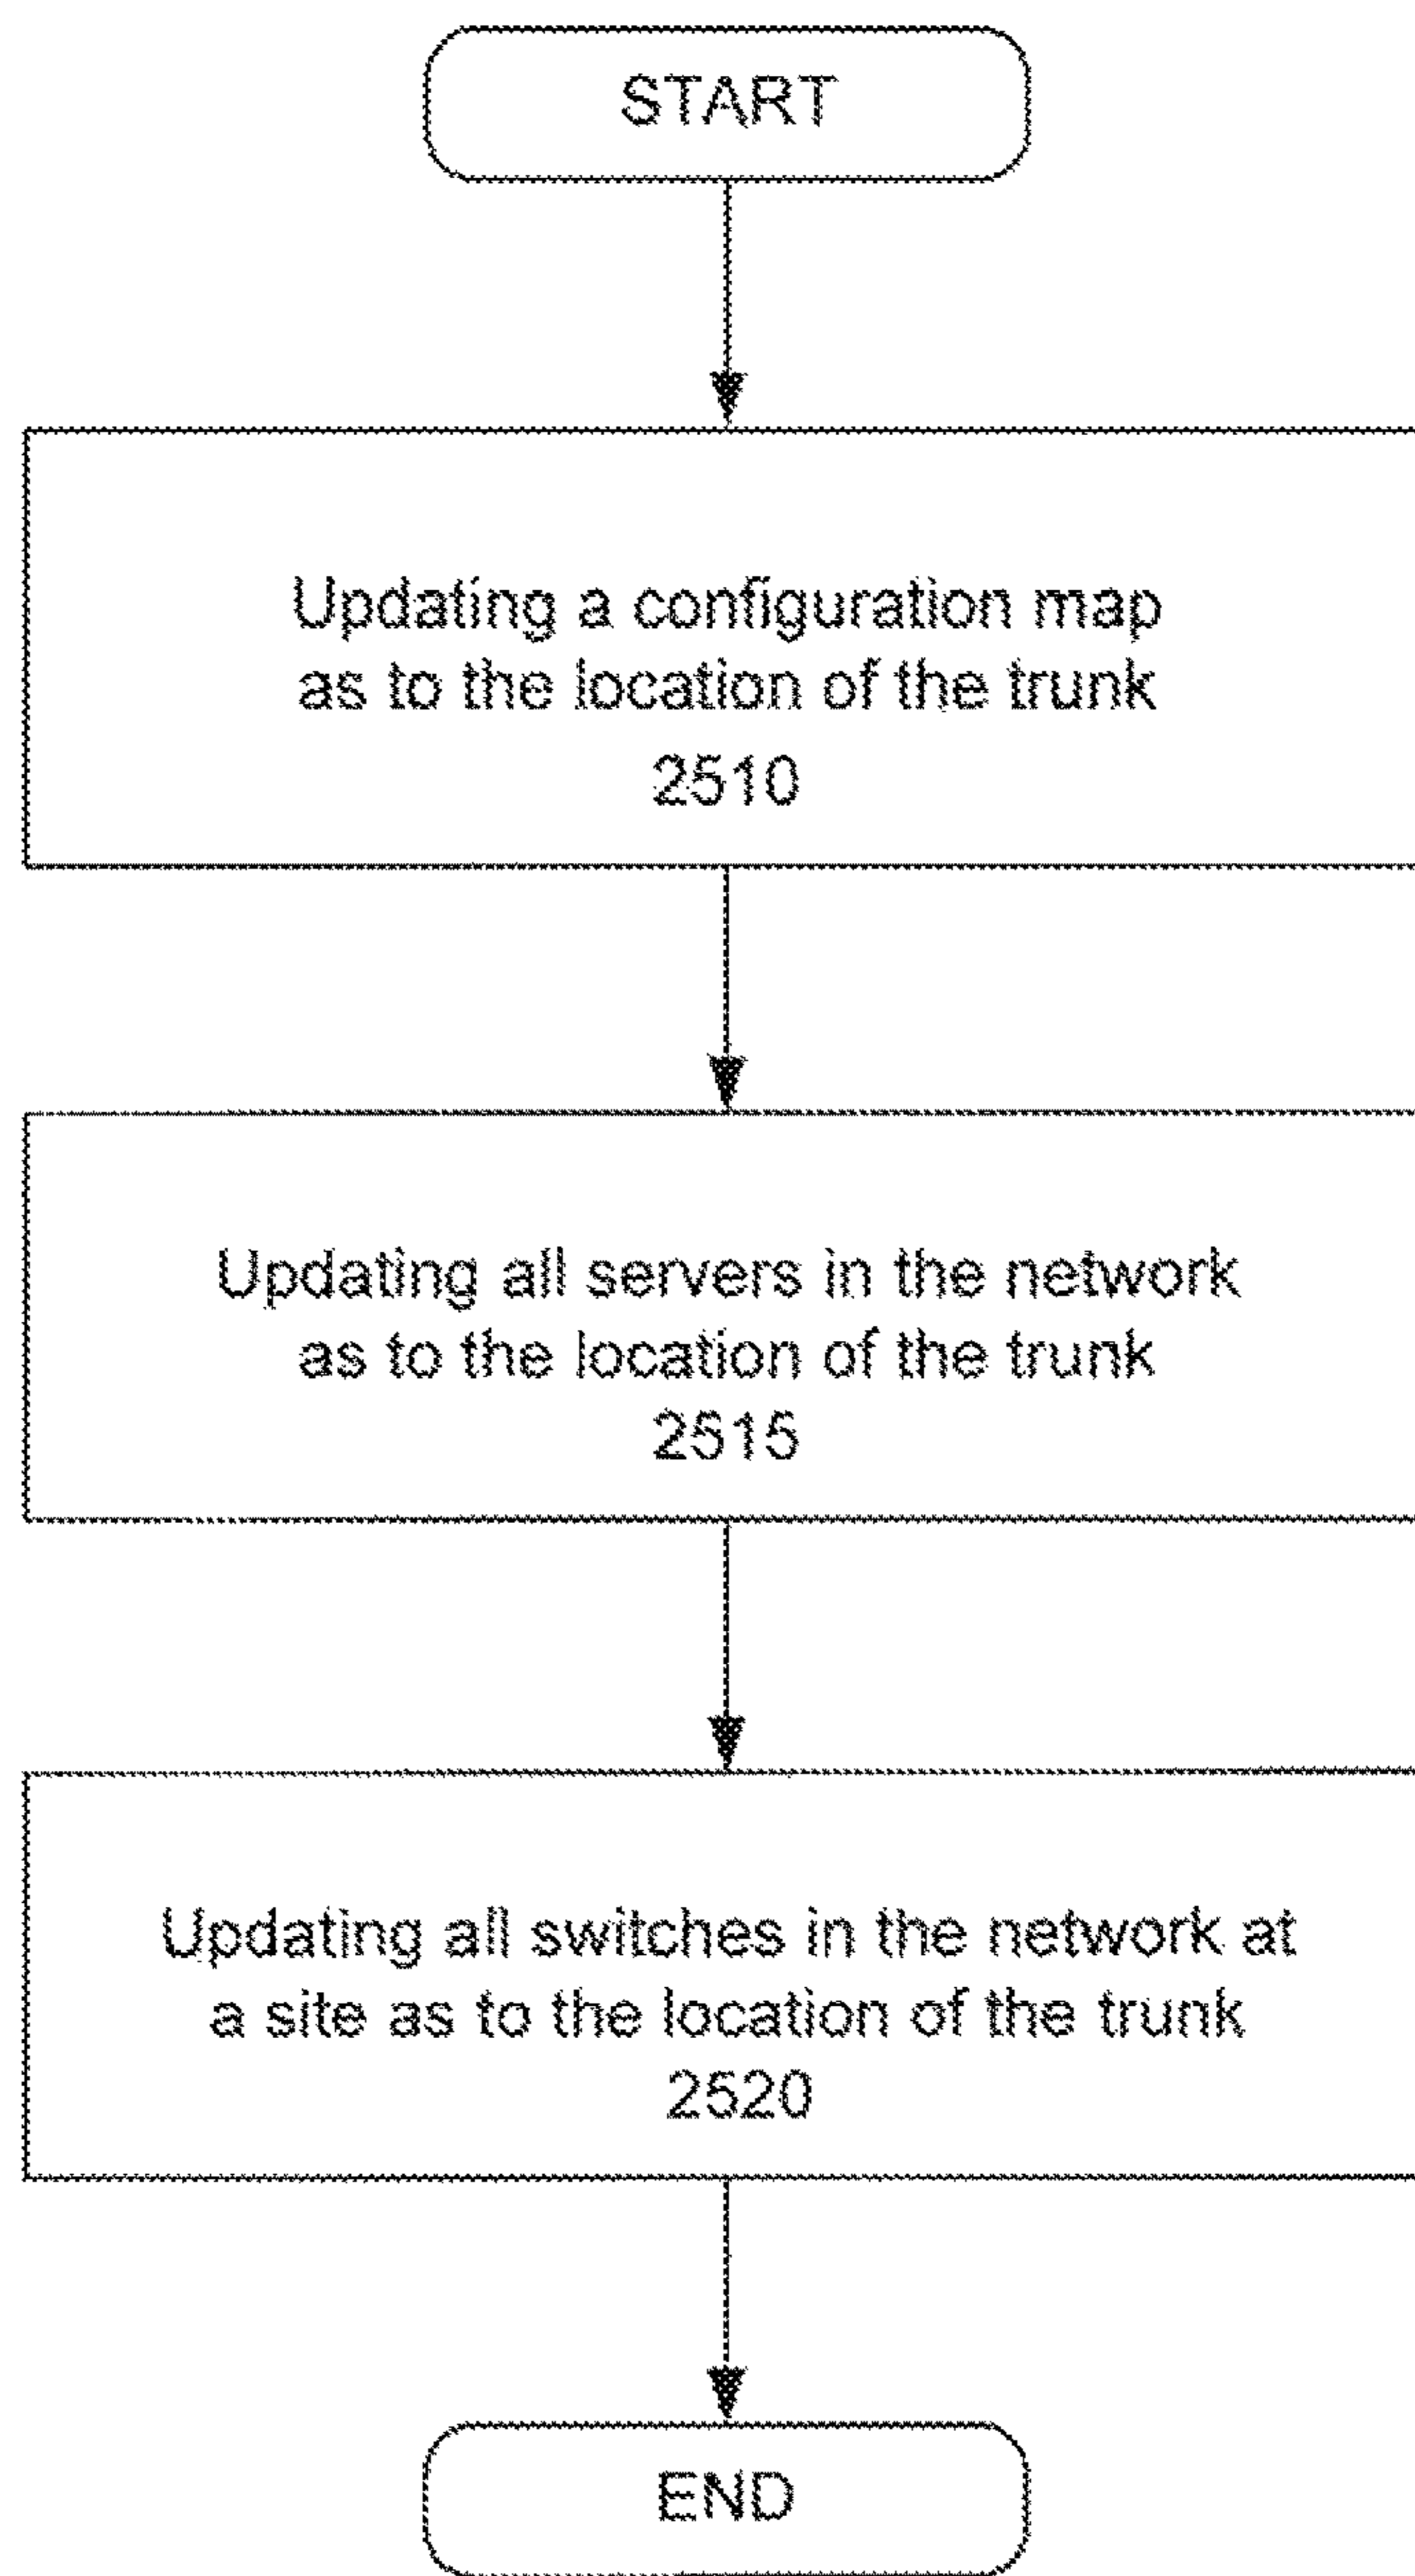 START
Updating a configuration map
as to the location of the trunk
2510
Updating all servers in the network
as to the location of the trunk
2515
Updating all switches in the network at
a site as to the location of the trunk
2520
END